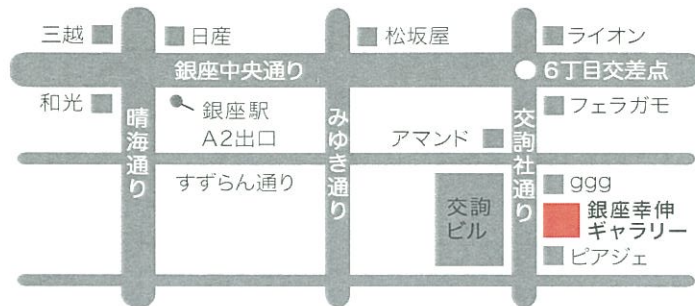 三越
日産
松坂屋
ライオン
銀座中央通り
6丁目交差点
和光
銀座駅
A2出口
フェラガモ
晴海通り
みゆき通り
交詢社通り
アマンド
すずらん通り
交詢
ビル
ggg
銀座幸伸
ギャラリー
ピアジェ